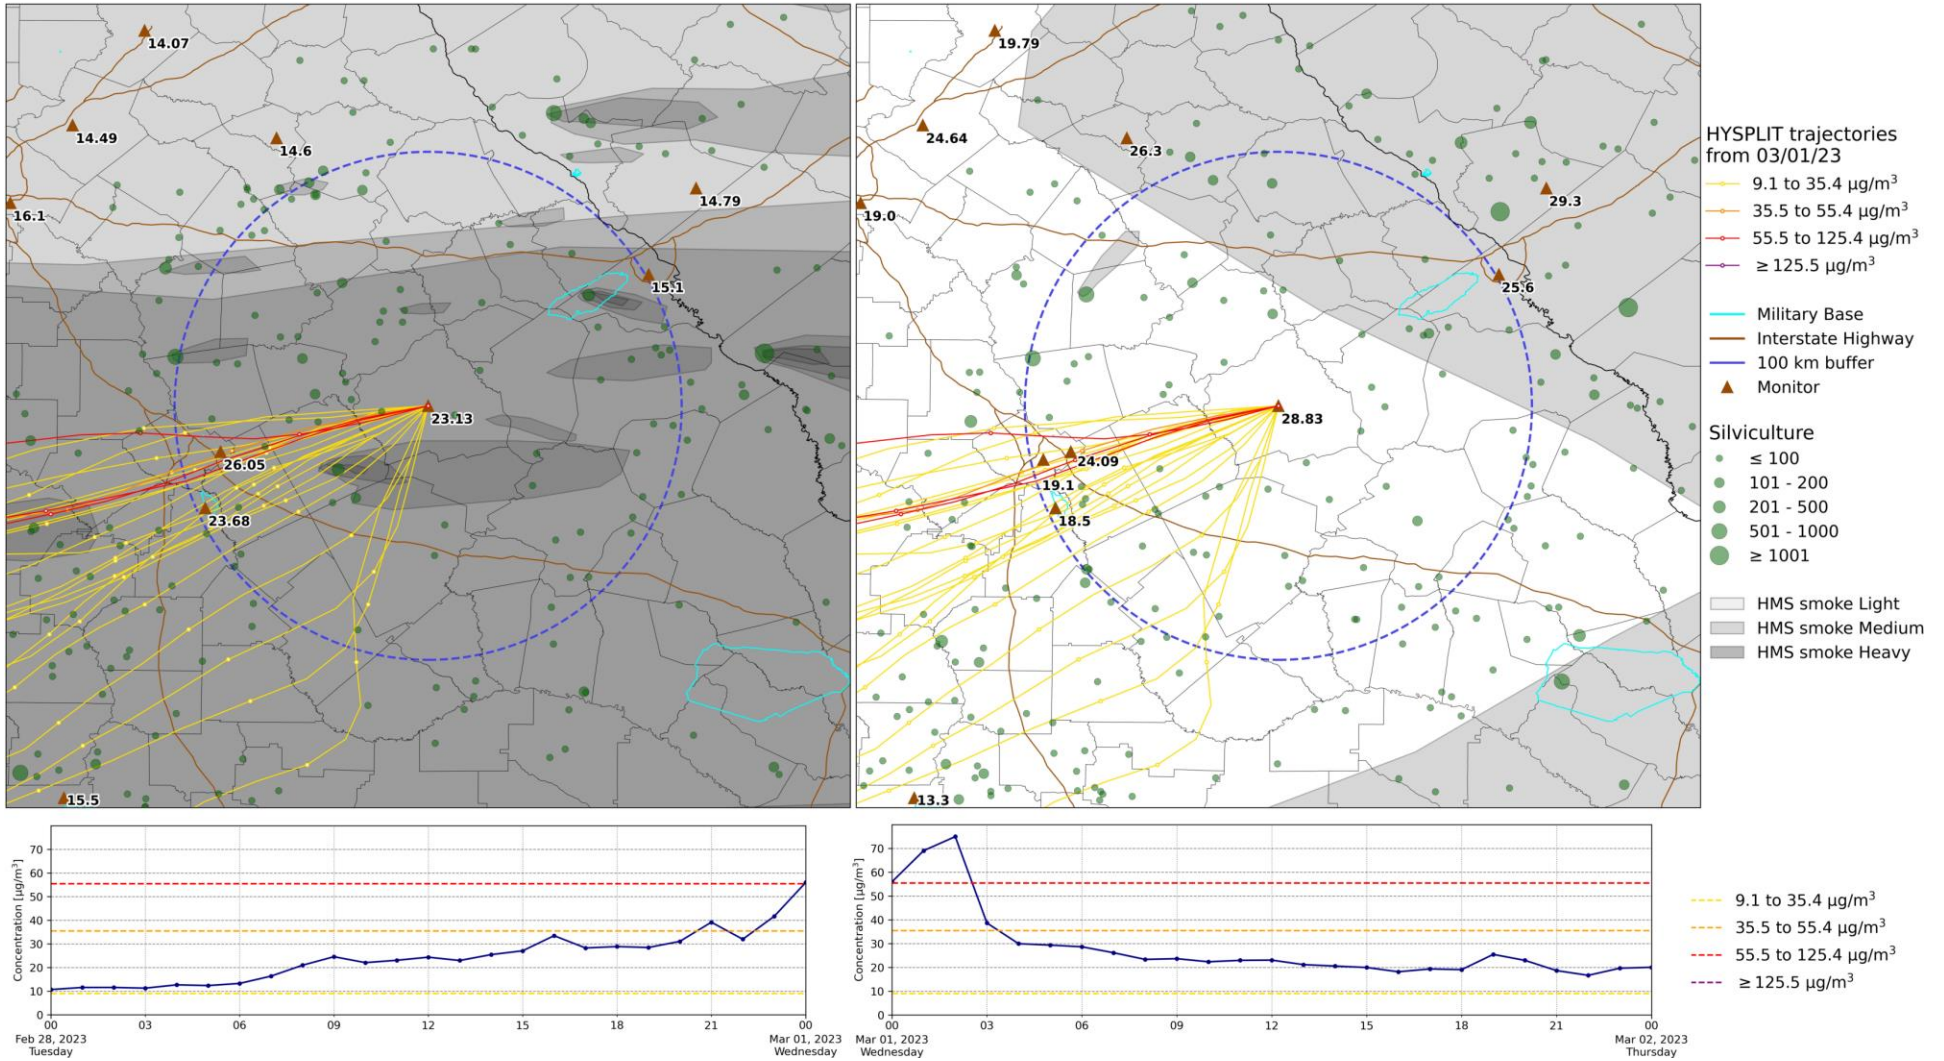 14.07
14.49
14.6
16.1
14.79
15.1
23.13
26.05
23.68
15.5
19.79
24.64
26.3
19.0
29.3
25.6
28.83
24.09
19.1
18.5
13.3
HYSPLIT trajectories
from 03/01/23
9.1 to 35.4 µg/m³
35.5 to 55.4 µg/m³
55.5 to 125.4 µg/m³
≥ 125.5 µg/m³
Military Base
Interstate Highway
100 km buffer
Monitor
Silviculture
≤ 100
101 - 200
201 - 500
501 - 1000
≥ 1001
HMS smoke Light
HMS smoke Medium
HMS smoke Heavy
Concentration [µg/m³]
70
60
50
40
30
20
10
0
00 03 06 09 12 15 18 21 00
Feb 28, 2023
Tuesday
Mar 01, 2023
Wednesday
Concentration [µg/m³]
70
60
50
40
30
20
10
0
00 03 06 09 12 15 18 21 00
Mar 01, 2023
Wednesday
Mar 02, 2023
Thursday
9.1 to 35.4 µg/m³
35.5 to 55.4 µg/m³
55.5 to 125.4 µg/m³
≥ 125.5 µg/m³